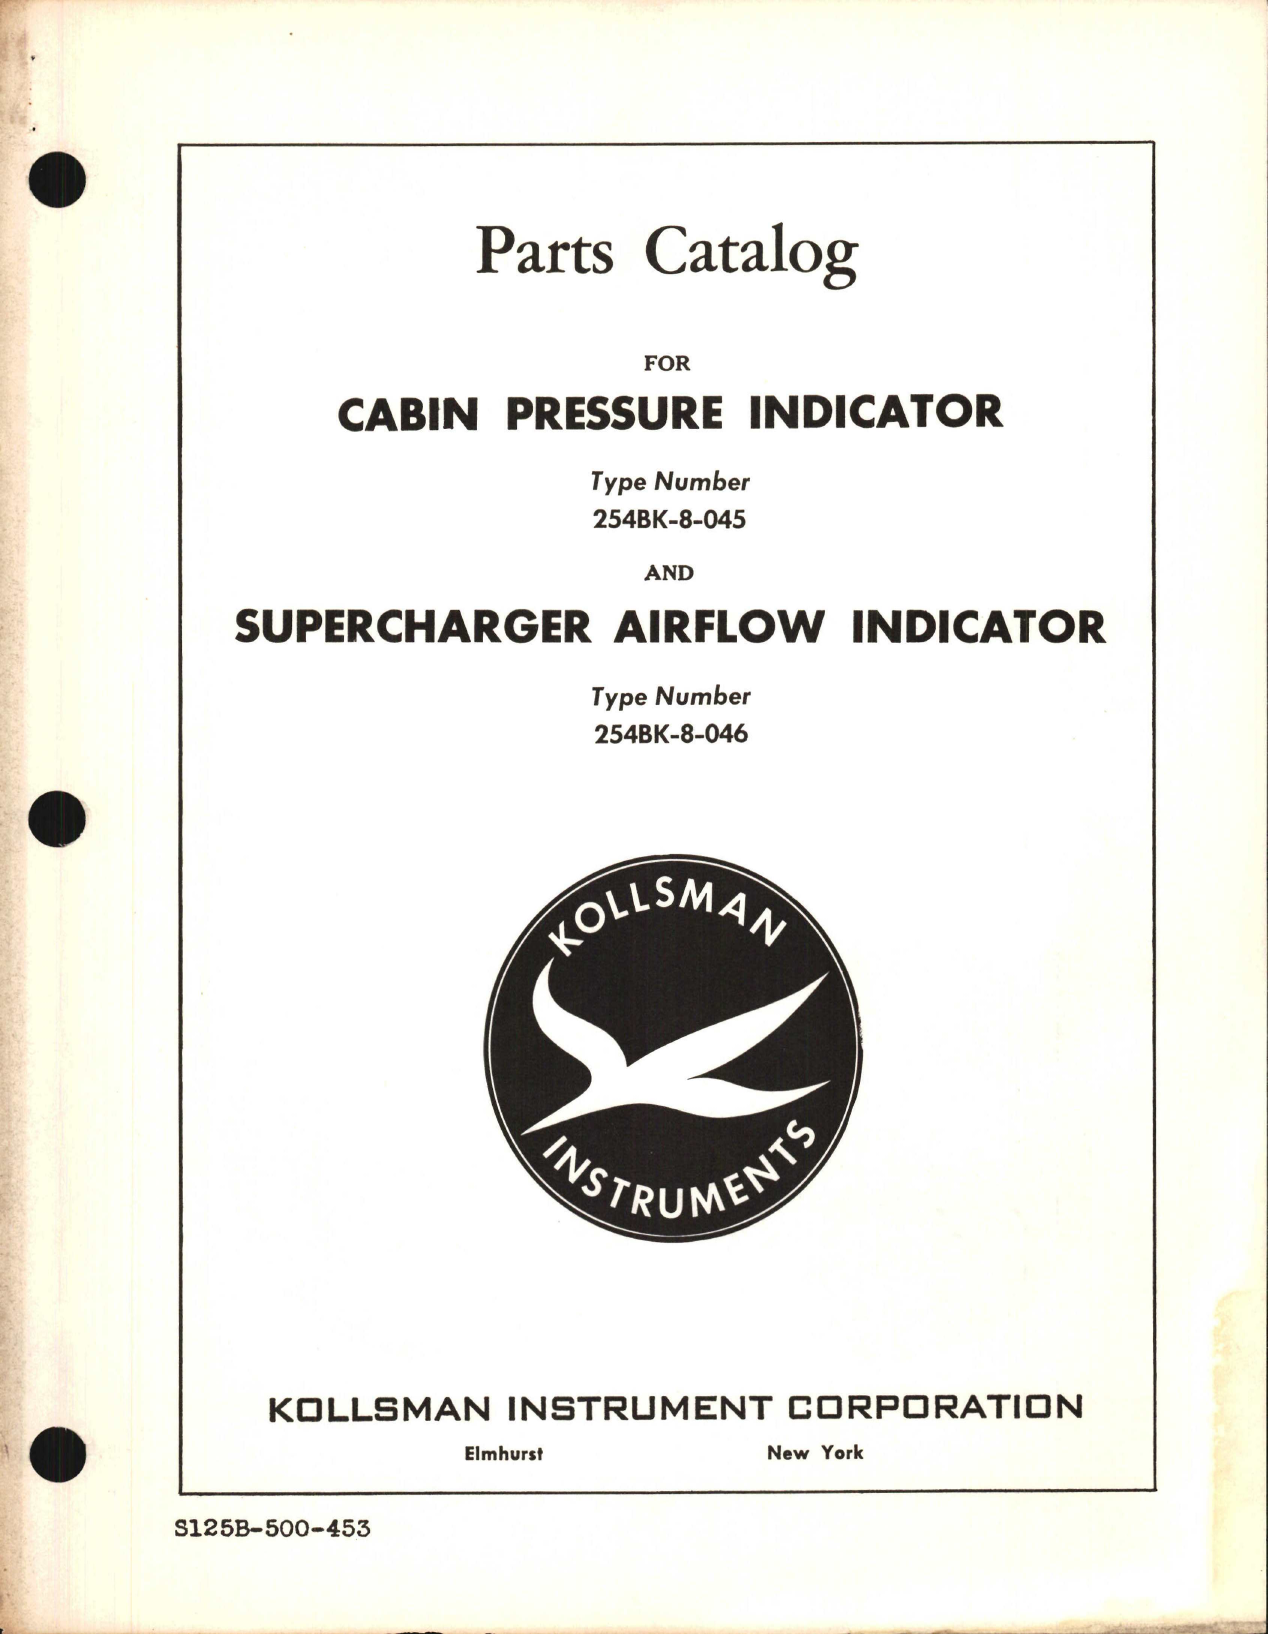 Parts Catalog
FOR
CABIN PRESSURE INDICATOR
Type Number
254BK-8-045
AND
SUPERCHARGER AIRFLOW INDICATOR
Type Number
254BK-8-046
KOLLSMAN
INSTRUMENTS
KOLLSMAN INSTRUMENT CORPORATION
Elmhurst New York
S125B-500-453